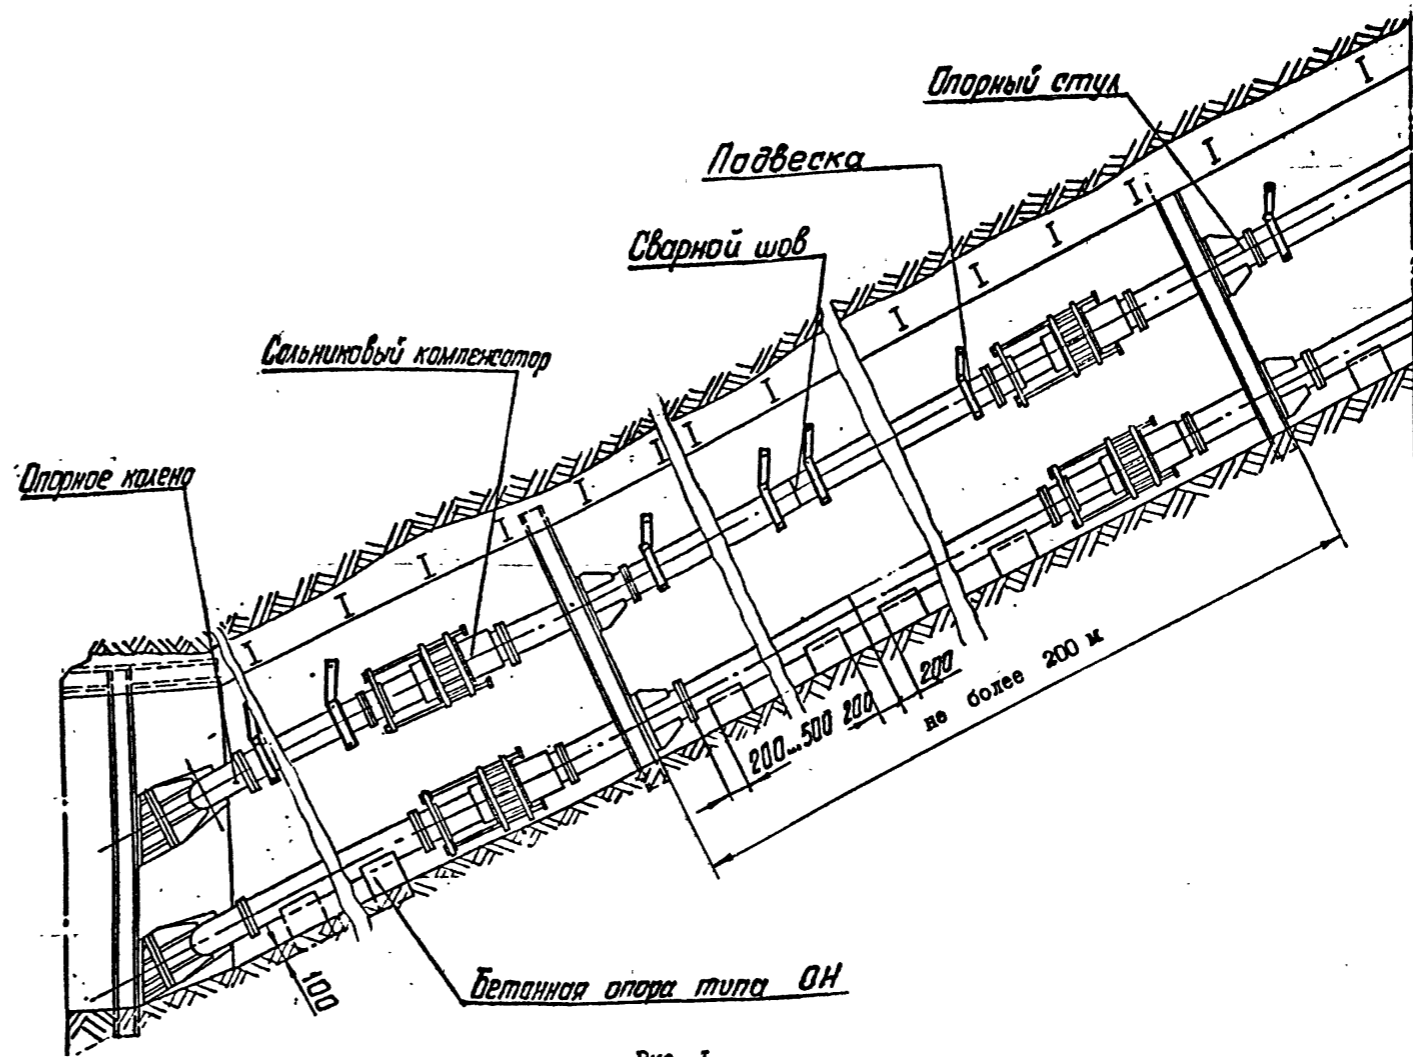 Опорный стул
Подвеска
Сварной шов
Сальниковый компенсатор
Опорное колено
200
не более 200 м
200...500
200
100
Бетонная опора типа ОН
Рис. I